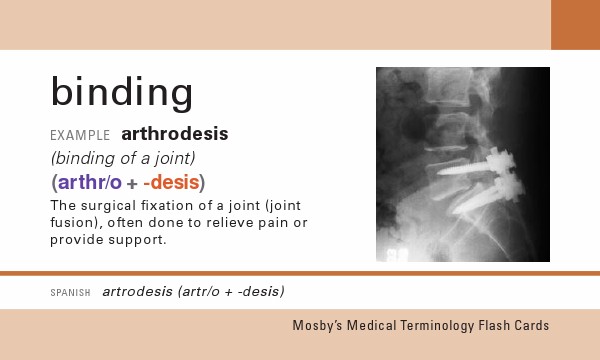 binding
EXAMPLE arthrodesis
(binding of a joint)
(arthr/o + -desis)
The surgical fixation of a joint (joint
fusion), often done to relieve pain or
provide support.
SPANISH artrodesis (artr/o + -desis)
Mosby's Medical Terminology Flash Cards